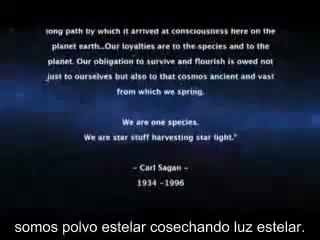 long path by which it arrived at consciousness here on the
planet earth...Our loyalties are to the species and to the
planet. Our obligation to survive and flourish is owed not
just to ourselves but also to that cosmos ancient and vast
from which we spring.
We are one species.
We are star stuff harvesting star light."
- Carl Sagan -
1934 -1996
somos polvo estelar cosechando luz estelar.